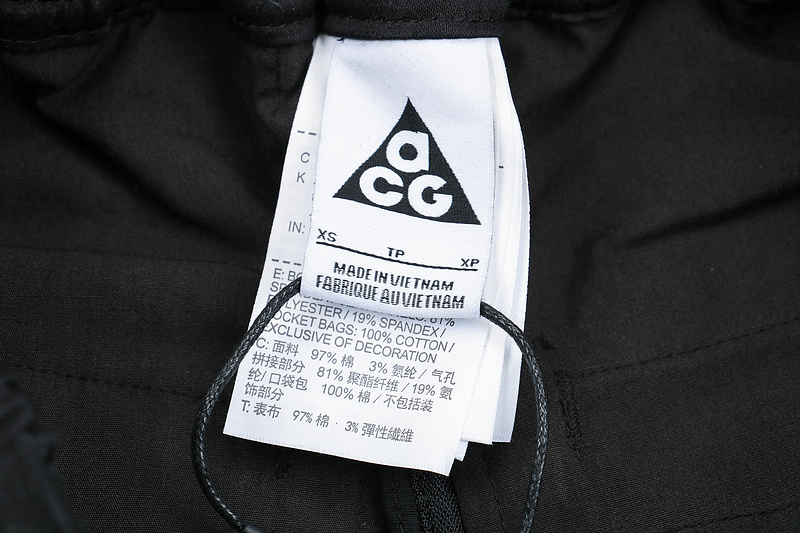 a
CG
XS TP XP
MADE IN VIETNAM
FABRIQUE AU VIETNAM
C
K
IN:
E:
81%
LYESTER / 19% SPANDEX /
OCKET BAGS: 100% COTTON /
EXCLUSIVE OF DECORATION
C: 面料 97% 棉 3% 氨纶 / 气孔
拼接部分 81% 聚酯纤维 / 19% 氨
纶/ 口袋包 100% 棉 / 不包括装
饰部分
T: 表布 97% 棉 · 3% 彈性纖維